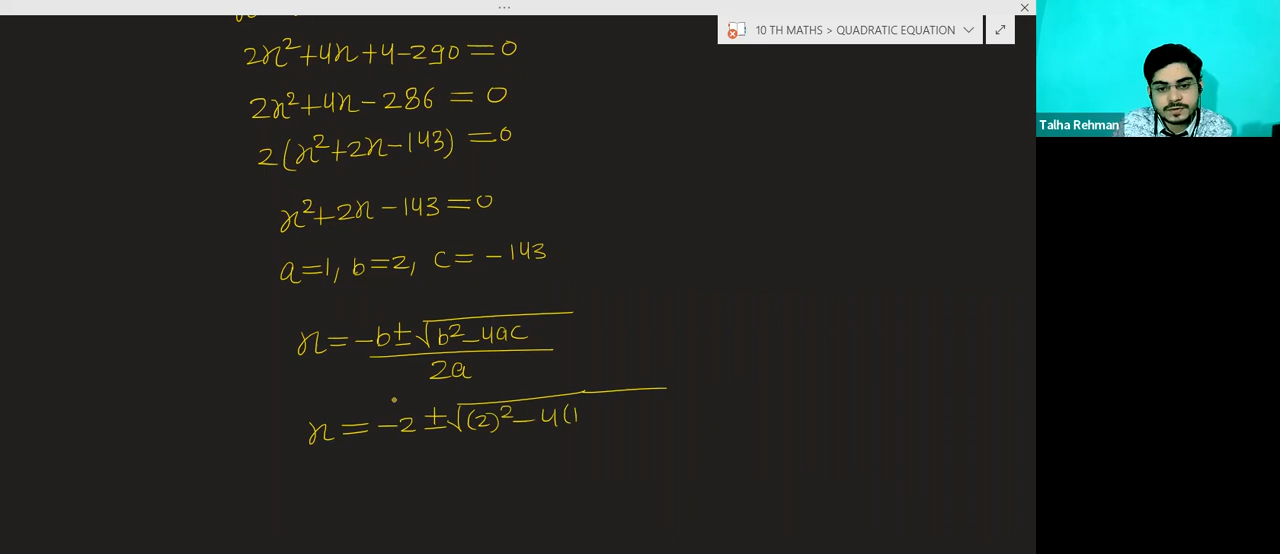 10 TH MATHS > QUADRATIC EQUATION
Talha Rehman
2x²+4x+4-290=0
2x²+4x-286=0
2(x²+2x-143)=0
x²+2x-143=0
a=1, b=2, c=-143
x=-b±√b²-4ac
2a
x=-2±√(2)²-4(1